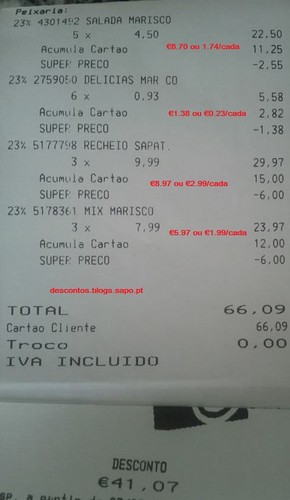 Peixaria:
23% 4301492 SALADA MARISCO
5 x 4,50 22,50
Acumula Cartao 11,25
€8.70 ou 1.74/cada
SUPER PRECO -2,55
23% 2759050 DELICIAS MAR CO
6 x 0,93 5,58
Acumula Cartao 2,82
€1.38 ou €0.23/cada
SUPER PRECO -1,38
23% 5177798 RECHEIO SAPAT.
3 x 9,99 29,97
Acumula Cartao 15,00
€8.97 ou €2.99/cada
SUPER PRECO -6,00
23% 5178361 MIX MARISCO
3 x 7,99 23,97
€5.97 ou €1.99/cada
Acumula Cartao 12,00
SUPER PRECO -6,00
descontos.blogs.sapo.pt
TOTAL 66,09
Cartao Cliente 66,09
Troco 0,00
IVA INCLUIDO
DESCONTO
€41,07